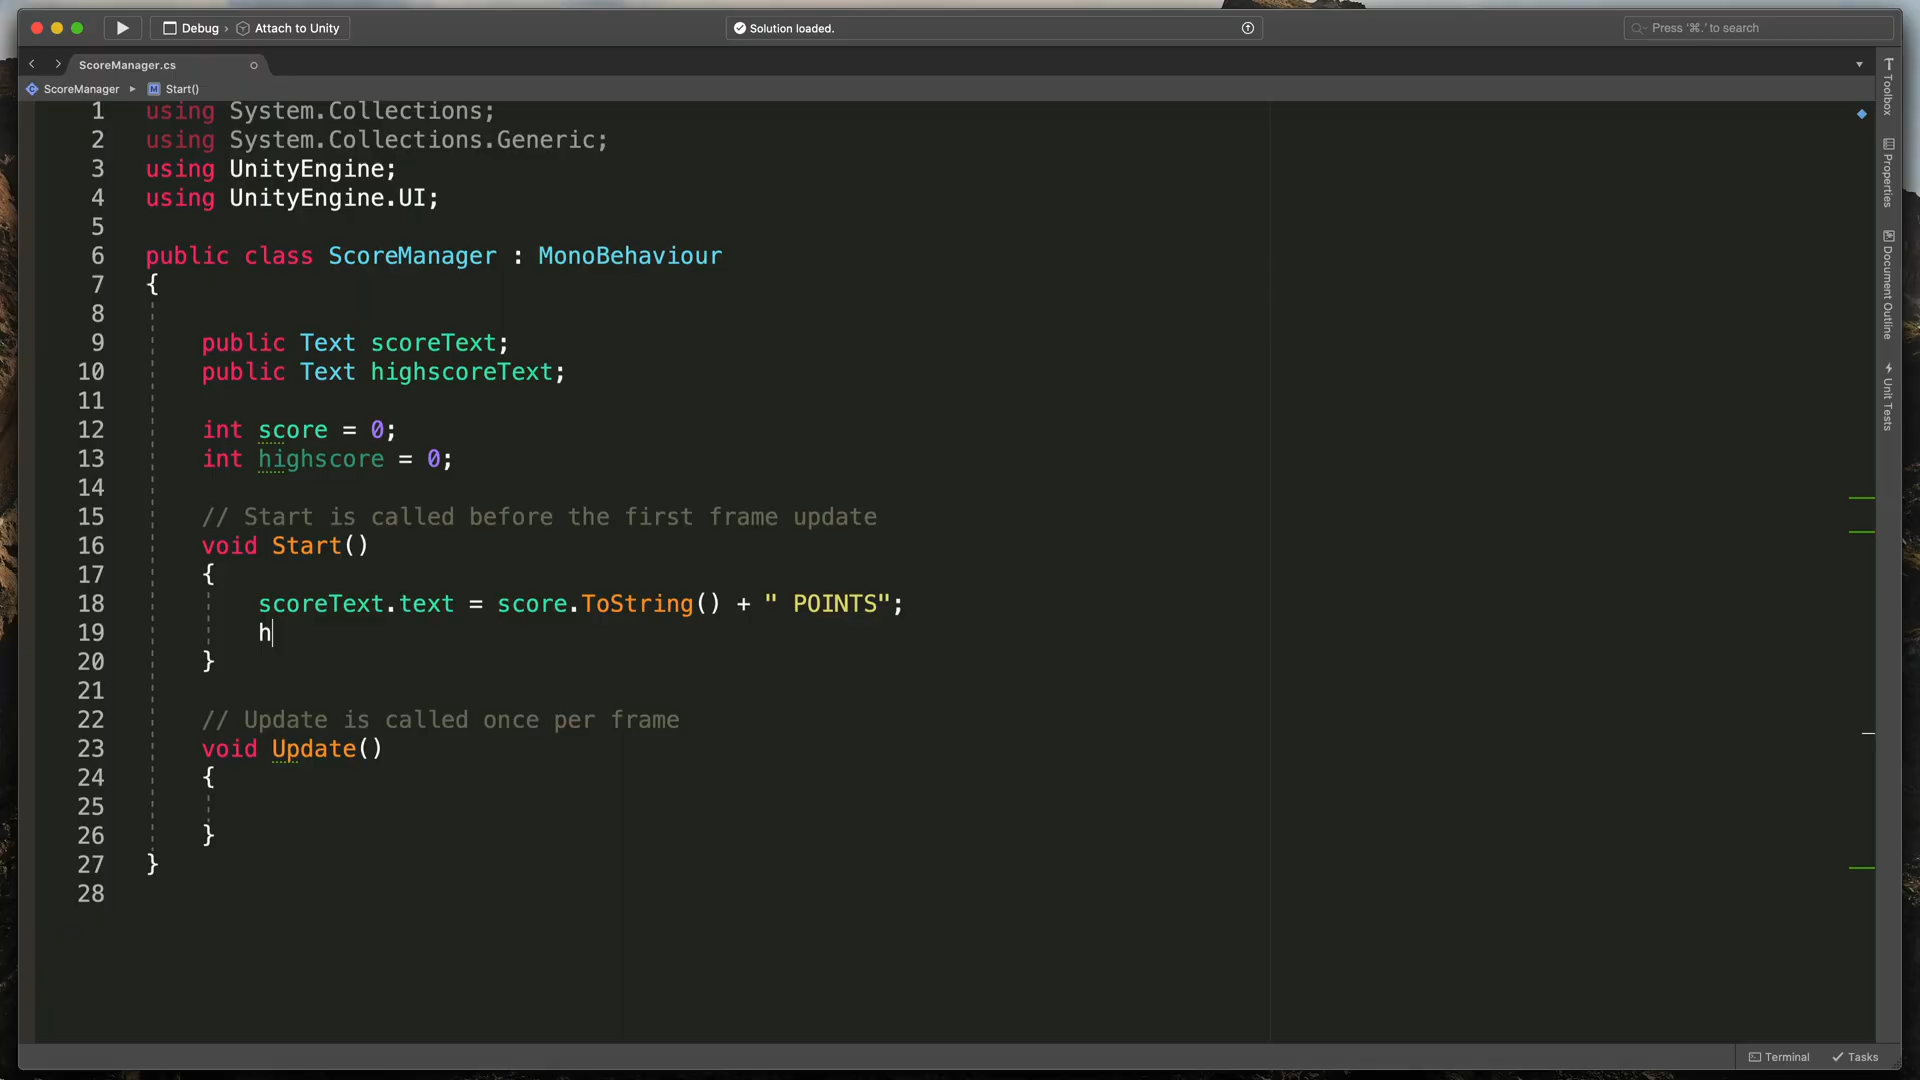 Debug › Attach to Unity
Solution loaded.
Press '⌘.' to search
ScoreManager.cs
ScoreManager ▸ M Start()
1 using System.Collections;
2 using System.Collections.Generic;
3 using UnityEngine;
4 using UnityEngine.UI;
5
6 public class ScoreManager : MonoBehaviour
7 {
8
9 public Text scoreText;
10 public Text highscoreText;
11
12 int score = 0;
13 int highscore = 0;
14
15 // Start is called before the first frame update
16 void Start()
17 {
18 scoreText.text = score.ToString() + " POINTS";
19 h
20 }
21
22 // Update is called once per frame
23 void Update()
24 {
25
26 }
27 }
28
Toolbox
Properties
Document Outline
Unit Tests
Terminal
Tasks